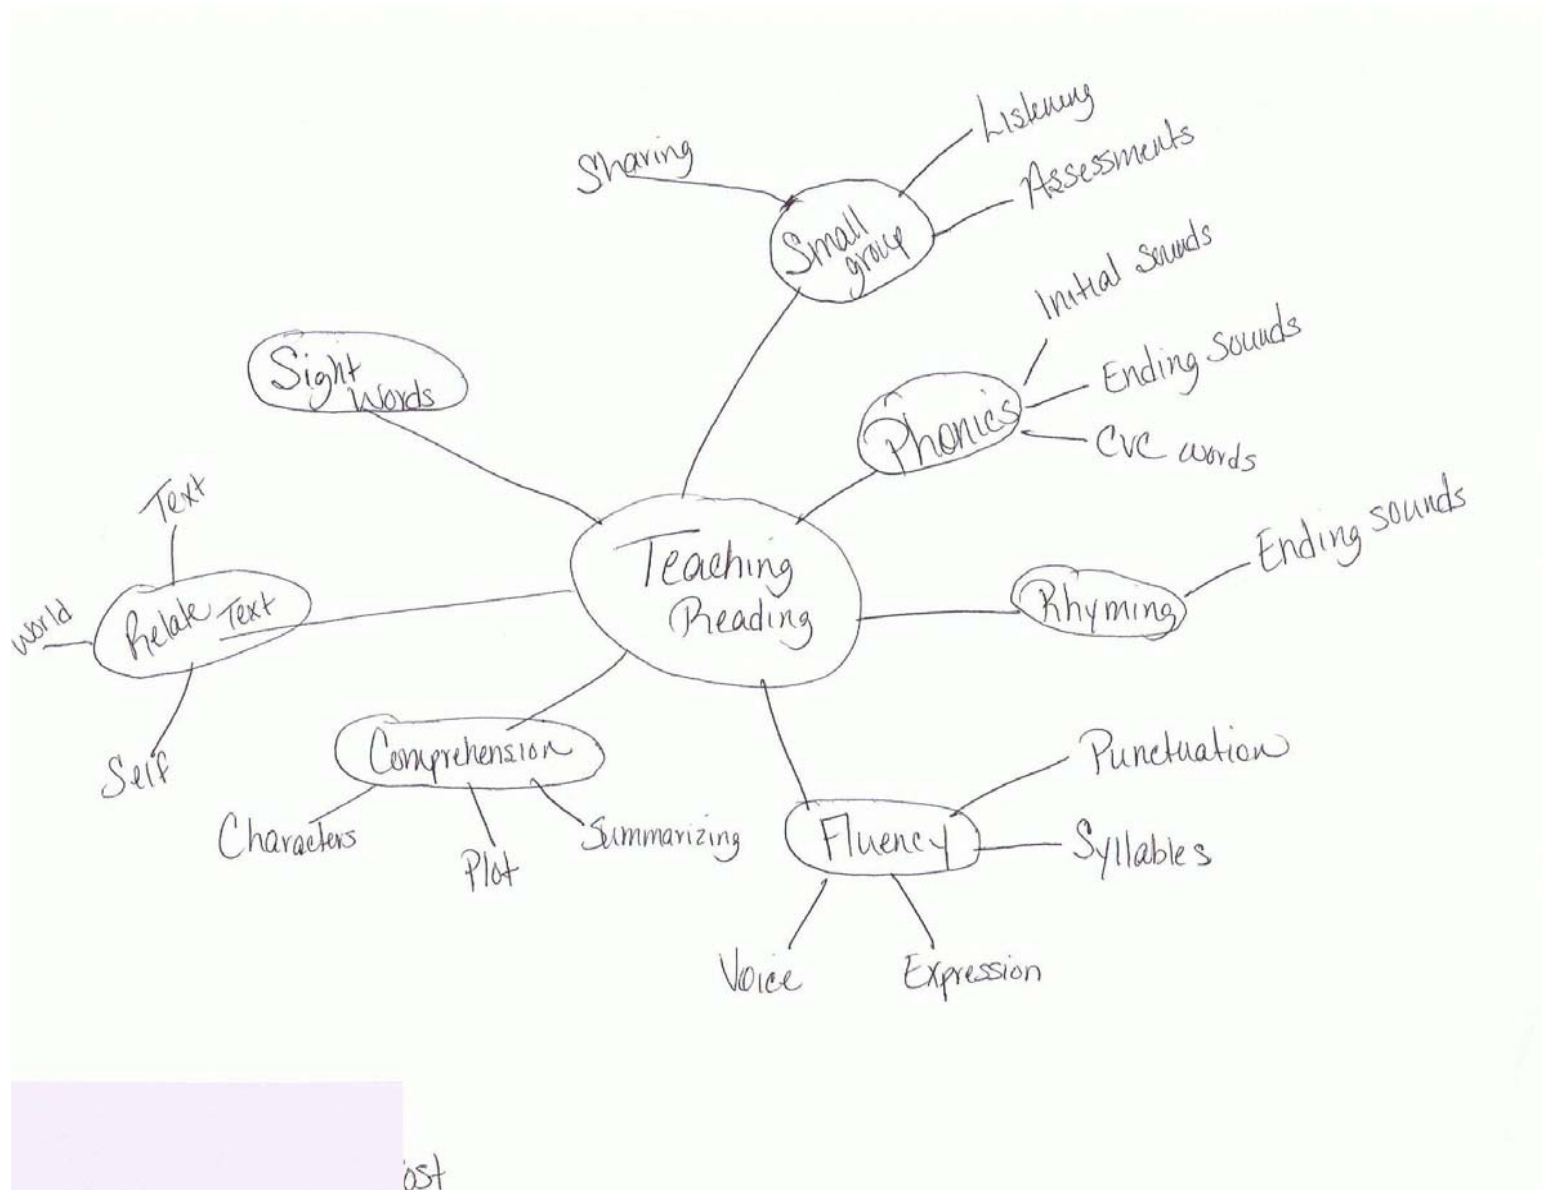 Sharing
Listening
Assessments
Small
group
Initial Sounds
Ending Sounds
Phonics
CVC words
Sight
Words
Text
World
Relate Text
Self
Teaching
Reading
Rhyming
Ending sounds
Comprehension
Characters
Plot
Summarizing
Fluency
Punctuation
Syllables
Voice
Expression
ost